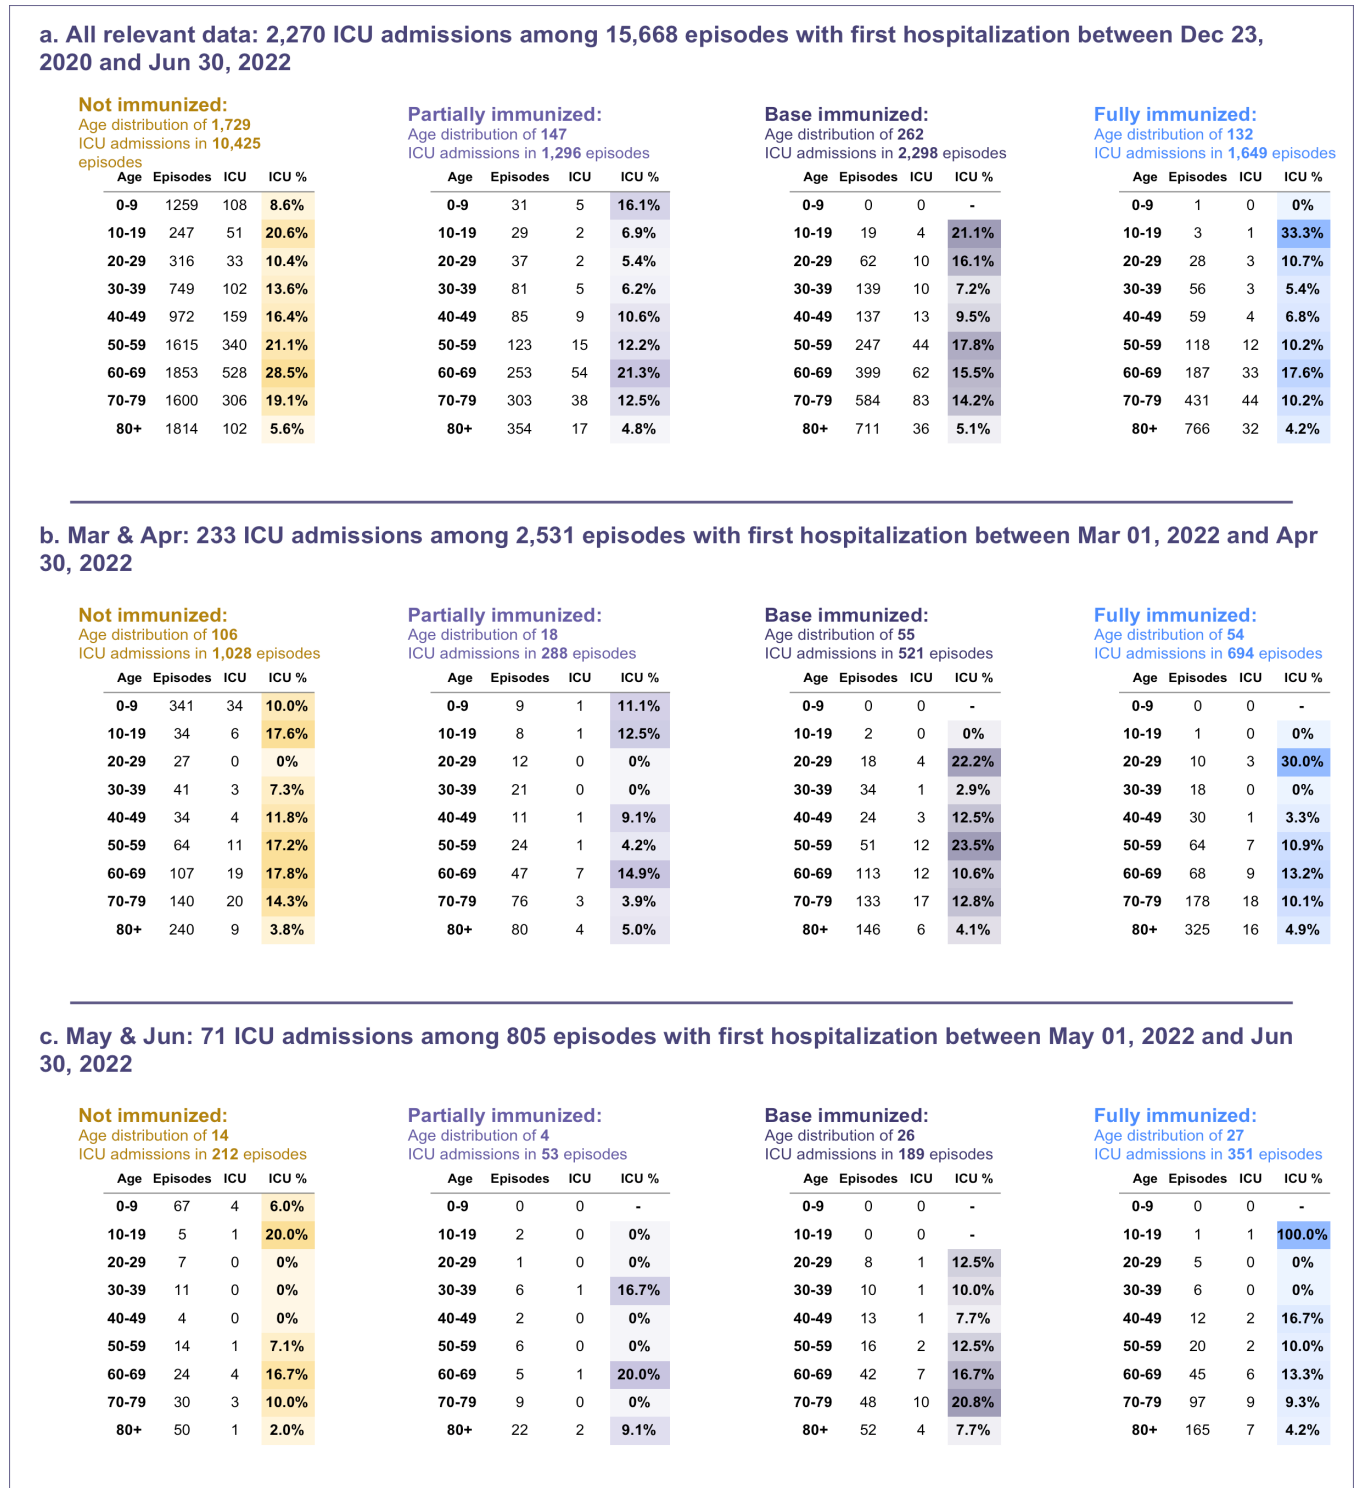 a. All relevant data: 2,270 ICU admissions among 15,668 episodes with first hospitalization between Dec 23,
2020 and Jun 30, 2022
Not immunized:
Age distribution of 1,729
ICU admissions in 10,425
episodes
Age Episodes ICU ICU %
0-9 1259 108 8.6%
10-19 247 51 20.6%
20-29 316 33 10.4%
30-39 749 102 13.6%
40-49 972 159 16.4%
50-59 1615 340 21.1%
60-69 1853 528 28.5%
70-79 1600 306 19.1%
80+ 1814 102 5.6%
Partially immunized:
Age distribution of 147
ICU admissions in 1,296 episodes
Age Episodes ICU ICU %
0-9 31 5 16.1%
10-19 29 2 6.9%
20-29 37 2 5.4%
30-39 81 5 6.2%
40-49 85 9 10.6%
50-59 123 15 12.2%
60-69 253 54 21.3%
70-79 303 38 12.5%
80+ 354 17 4.8%
Base immunized:
Age distribution of 262
ICU admissions in 2,298 episodes
Age Episodes ICU ICU %
0-9 0 0 -
10-19 19 4 21.1%
20-29 62 10 16.1%
30-39 139 10 7.2%
40-49 137 13 9.5%
50-59 247 44 17.8%
60-69 399 62 15.5%
70-79 584 83 14.2%
80+ 711 36 5.1%
Fully immunized:
Age distribution of 132
ICU admissions in 1,649 episodes
Age Episodes ICU ICU %
0-9 1 0 0%
10-19 3 1 33.3%
20-29 28 3 10.7%
30-39 56 3 5.4%
40-49 59 4 6.8%
50-59 118 12 10.2%
60-69 187 33 17.6%
70-79 431 44 10.2%
80+ 766 32 4.2%
b. Mar & Apr: 233 ICU admissions among 2,531 episodes with first hospitalization between Mar 01, 2022 and Apr
30, 2022
Not immunized:
Age distribution of 106
ICU admissions in 1,028 episodes
Age Episodes ICU ICU %
0-9 341 34 10.0%
10-19 34 6 17.6%
20-29 27 0 0%
30-39 41 3 7.3%
40-49 34 4 11.8%
50-59 64 11 17.2%
60-69 107 19 17.8%
70-79 140 20 14.3%
80+ 240 9 3.8%
Partially immunized:
Age distribution of 18
ICU admissions in 288 episodes
Age Episodes ICU ICU %
0-9 9 1 11.1%
10-19 8 1 12.5%
20-29 12 0 0%
30-39 21 0 0%
40-49 11 1 9.1%
50-59 24 1 4.2%
60-69 47 7 14.9%
70-79 76 3 3.9%
80+ 80 4 5.0%
Base immunized:
Age distribution of 55
ICU admissions in 521 episodes
Age Episodes ICU ICU %
0-9 0 0 -
10-19 2 0 0%
20-29 18 4 22.2%
30-39 34 1 2.9%
40-49 24 3 12.5%
50-59 51 12 23.5%
60-69 113 12 10.6%
70-79 133 17 12.8%
80+ 146 6 4.1%
Fully immunized:
Age distribution of 54
ICU admissions in 694 episodes
Age Episodes ICU ICU %
0-9 0 0 -
10-19 1 0 0%
20-29 10 3 30.0%
30-39 18 0 0%
40-49 30 1 3.3%
50-59 64 7 10.9%
60-69 68 9 13.2%
70-79 178 18 10.1%
80+ 325 16 4.9%
c. May & Jun: 71 ICU admissions among 805 episodes with first hospitalization between May 01, 2022 and Jun
30, 2022
Not immunized:
Age distribution of 14
ICU admissions in 212 episodes
Age Episodes ICU ICU %
0-9 67 4 6.0%
10-19 5 1 20.0%
20-29 7 0 0%
30-39 11 0 0%
40-49 4 0 0%
50-59 14 1 7.1%
60-69 24 4 16.7%
70-79 30 3 10.0%
80+ 50 1 2.0%
Partially immunized:
Age distribution of 4
ICU admissions in 53 episodes
Age Episodes ICU ICU %
0-9 0 0 -
10-19 2 0 0%
20-29 1 0 0%
30-39 6 1 16.7%
40-49 2 0 0%
50-59 6 0 0%
60-69 5 1 20.0%
70-79 9 0 0%
80+ 22 2 9.1%
Base immunized:
Age distribution of 26
ICU admissions in 189 episodes
Age Episodes ICU ICU %
0-9 0 0 -
10-19 0 0 -
20-29 8 1 12.5%
30-39 10 1 10.0%
40-49 13 1 7.7%
50-59 16 2 12.5%
60-69 42 7 16.7%
70-79 48 10 20.8%
80+ 52 4 7.7%
Fully immunized:
Age distribution of 27
ICU admissions in 351 episodes
Age Episodes ICU ICU %
0-9 0 0 -
10-19 1 1 100.0%
20-29 5 0 0%
30-39 6 0 0%
40-49 12 2 16.7%
50-59 20 2 10.0%
60-69 45 6 13.3%
70-79 97 9 9.3%
80+ 165 7 4.2%